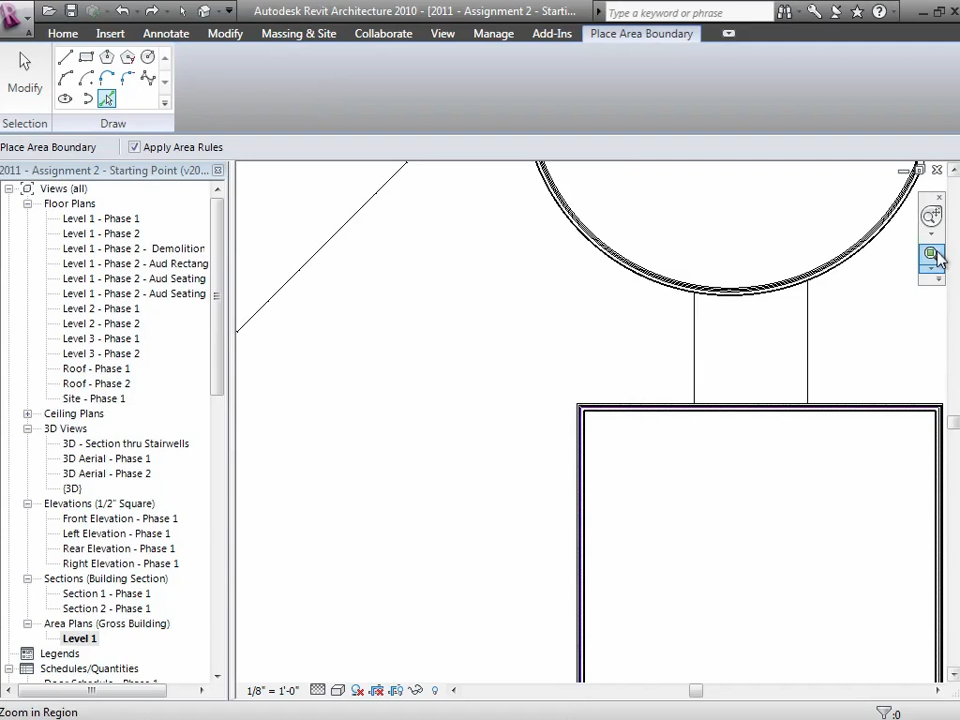 Autodesk Revit Architecture 2010 - [2011 - Assignment 2 - Starti...
Type a keyword or phrase
Home Insert Annotate Modify Massing & Site Collaborate View Manage Add-Ins Place Area Boundary
Modify
Selection Draw
Place Area Boundary Apply Area Rules
2011 - Assignment 2 - Starting Point (v20...
Views (all)
Floor Plans
Level 1 - Phase 1
Level 1 - Phase 2
Level 1 - Phase 2 - Demolition
Level 1 - Phase 2 - Aud Rectang
Level 1 - Phase 2 - Aud Seating
Level 1 - Phase 2 - Aud Seating
Level 2 - Phase 1
Level 2 - Phase 2
Level 3 - Phase 1
Level 3 - Phase 2
Roof - Phase 1
Roof - Phase 2
Site - Phase 1
Ceiling Plans
3D Views
3D - Section thru Stairwells
3D Aerial - Phase 1
3D Aerial - Phase 2
{3D}
Elevations (1/2" Square)
Front Elevation - Phase 1
Left Elevation - Phase 1
Rear Elevation - Phase 1
Right Elevation - Phase 1
Sections (Building Section)
Section 1 - Phase 1
Section 2 - Phase 1
Area Plans (Gross Building)
Level 1
Legends
Schedules/Quantities
Door Schedule - Phase 1
1/8" = 1'-0"
Zoom in Region
:0